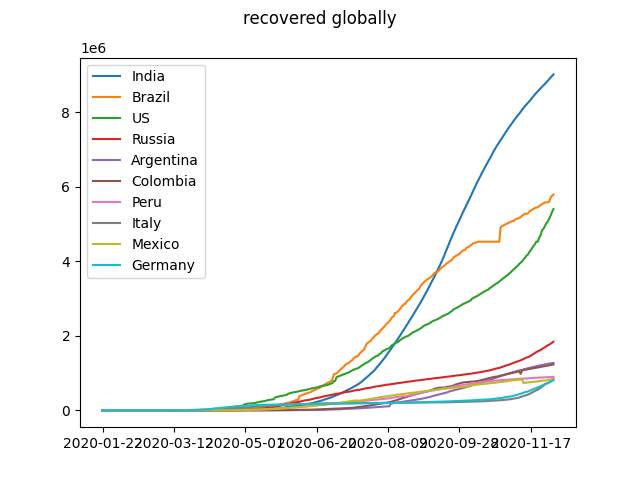 recovered globally
1e6
India
Brazil
US
Russia
Argentina
Colombia
Peru
Italy
Mexico
Germany
8
6
4
2
0
2020-01-22 2020-03-12 2020-05-01 2020-06-20 2020-08-09 2020-09-28 2020-11-17